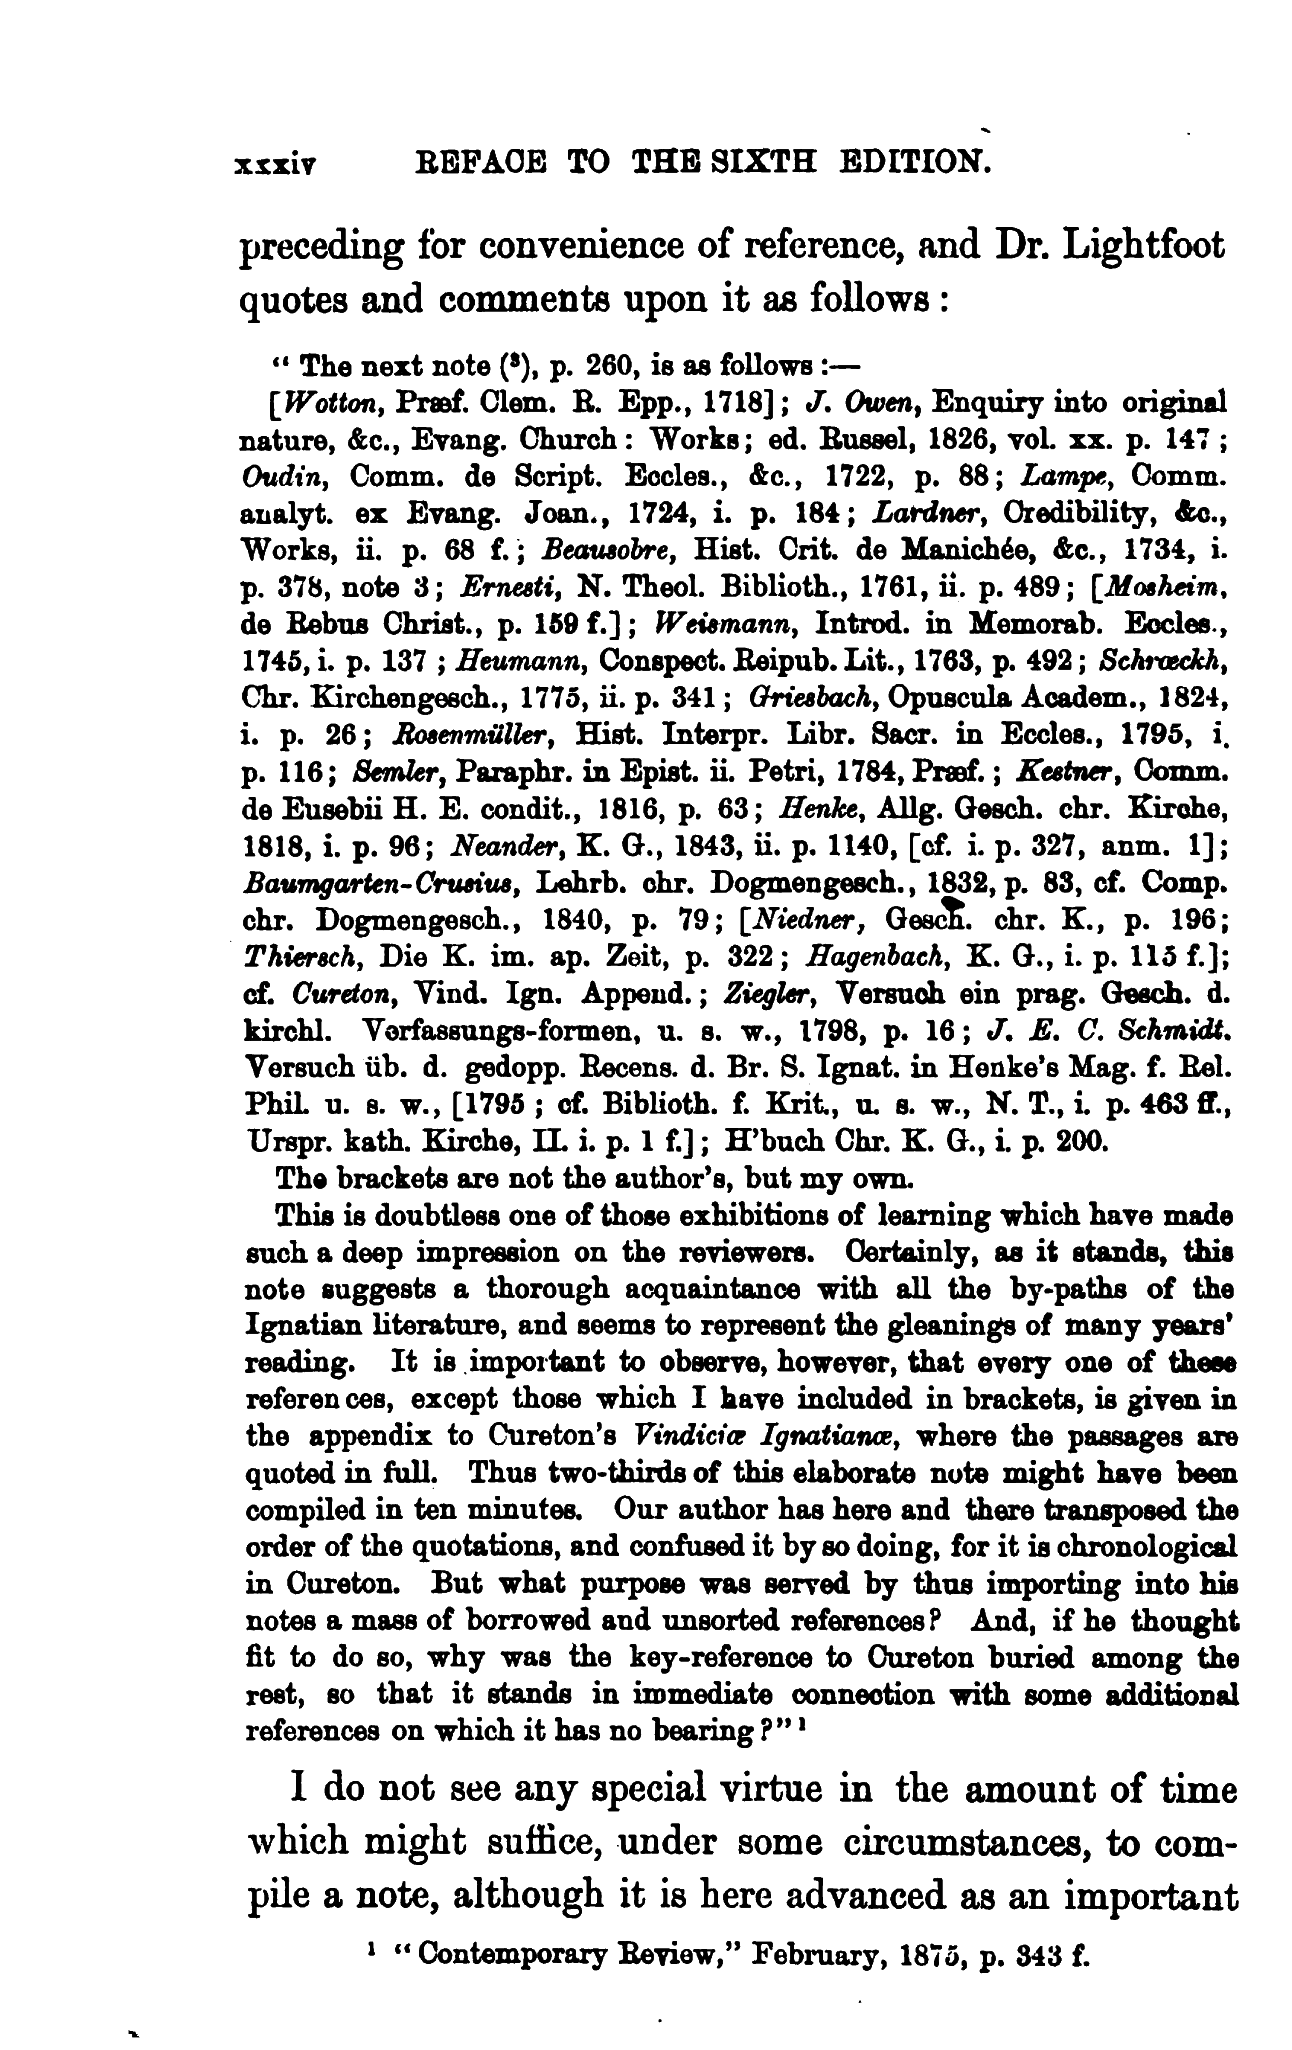 xxxiv REFACE TO THE SIXTH EDITION.
preceding for convenience of reference, and Dr. Lightfoot
quotes and comments upon it as follows :
“ The next note (³), p. 260, is as follows :—
[Wotton, Præf. Clem. R. Epp., 1718] ; J. Owen, Enquiry into original
nature, &c., Evang. Church : Works; ed. Russel, 1826, vol. xx. p. 147 ;
Oudin, Comm. de Script. Eccles., &c., 1722, p. 88 ; Lampe, Comm.
analyt. ex Evang. Joan., 1724, i. p. 184 ; Lardner, Credibility, &c.,
Works, ii. p. 68 f. ; Beausobre, Hist. Crit. de Manichée, &c., 1734, i.
p. 378, note 3 ; Ernesti, N. Theol. Biblioth., 1761, ii. p. 489 ; [Mosheim,
de Rebus Christ., p. 159 f.] ; Weismann, Introd. in Memorab. Eccles.,
1745, i. p. 137 ; Heumann, Conspect. Reipub. Lit., 1763, p. 492 ; Schrœckh,
Chr. Kirchengesch., 1775, ii. p. 341 ; Griesbach, Opuscula Academ., 1824,
i. p. 26 ; Rosenmüller, Hist. Interpr. Libr. Sacr. in Eccles., 1795, i.
p. 116 ; Semler, Paraphr. in Epist. ii. Petri, 1784, Præf. ; Kestner, Comm.
de Eusebii H. E. condit., 1816, p. 63 ; Henke, Allg. Gesch. chr. Kirche,
1818, i. p. 96 ; Neander, K. G., 1843, ii. p. 1140, [cf. i. p. 327, anm. 1] ;
Baumgarten-Crusius, Lehrb. chr. Dogmengesch., 1832, p. 83, cf. Comp.
chr. Dogmengesch., 1840, p. 79 ; [Niedner, Gesch. chr. K., p. 196 ;
Thiersch, Die K. im. ap. Zeit, p. 322 ; Hagenbach, K. G., i. p. 115 f.] ;
cf. Cureton, Vind. Ign. Append. ; Ziegler, Versuch ein prag. Gesch. d.
kirchl. Verfassungs-formen, u. s. w., 1798, p. 16 ; J. E. C. Schmidt.
Versuch üb. d. gedopp. Recens. d. Br. S. Ignat. in Henke's Mag. f. Rel.
Phil. u. s. w., [1795 ; cf. Biblioth. f. Krit., u. s. w., N. T., i. p. 463 ff.,
Urspr. kath. Kirche, II. i. p. 1 f.] ; H'buch Chr. K. G., i. p. 200.
The brackets are not the author's, but my own.
This is doubtless one of those exhibitions of learning which have made
such a deep impression on the reviewers. Certainly, as it stands, this
note suggests a thorough acquaintance with all the by-paths of the
Ignatian literature, and seems to represent the gleanings of many years'
reading. It is important to observe, however, that every one of these
references, except those which I have included in brackets, is given in
the appendix to Cureton's Vindiciæ Ignatianæ, where the passages are
quoted in full. Thus two-thirds of this elaborate note might have been
compiled in ten minutes. Our author has here and there transposed the
order of the quotations, and confused it by so doing, for it is chronological
in Cureton. But what purpose was served by thus importing into his
notes a mass of borrowed and unsorted references? And, if he thought
fit to do so, why was the key-reference to Cureton buried among the
rest, so that it stands in immediate connection with some additional
references on which it has no bearing?” ¹
I do not see any special virtue in the amount of time
which might suffice, under some circumstances, to com-
pile a note, although it is here advanced as an important
¹ “ Contemporary Review,” February, 1875, p. 343 f.